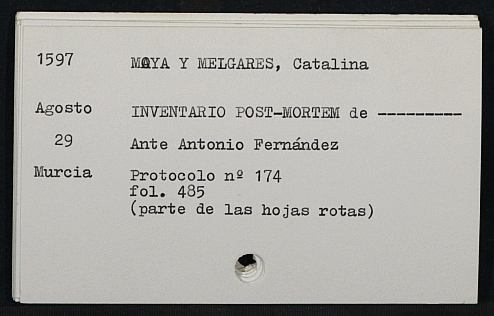 1597 MOYA Y MELGARES, Catalina
Agosto INVENTARIO POST-MORTEM de ---------
29 Ante Antonio Fernández
Murcia Protocolo nº 174
fol. 485
(parte de las hojas rotas)